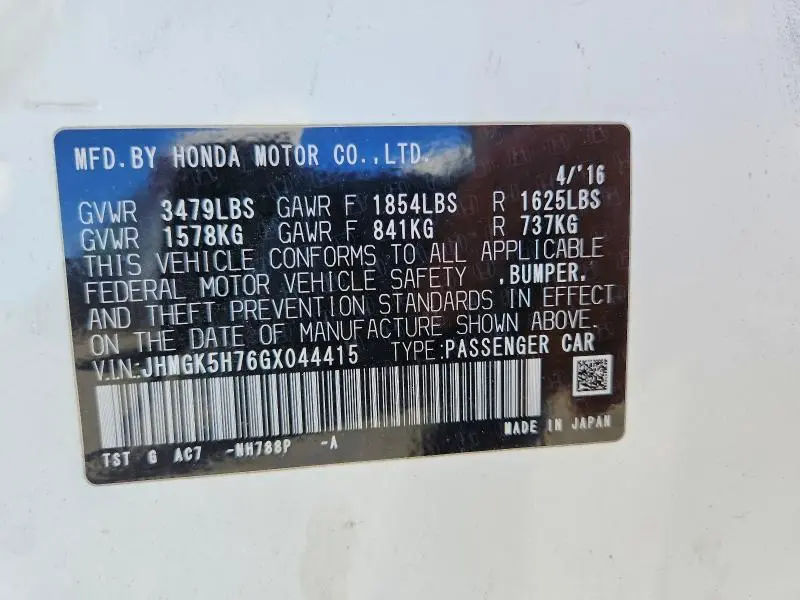 MFD.BY HONDA MOTOR CO.,LTD.
4/'16
GVWR 3479LBS GAWR F 1854LBS R 1625LBS
GVWR 1578KG GAWR F 841KG R 737KG
THIS VEHICLE CONFORMS TO ALL APPLICABLE
FEDERAL MOTOR VEHICLE SAFETY ,BUMPER,
AND THEFT PREVENTION STANDARDS IN EFFECT
ON THE DATE OF MANUFACTURE SHOWN ABOVE.
V.I.N.:JHMGK5H76GX044415 TYPE:PASSENGER CAR
TST G AC7 -NH788P -A
MADE IN JAPAN